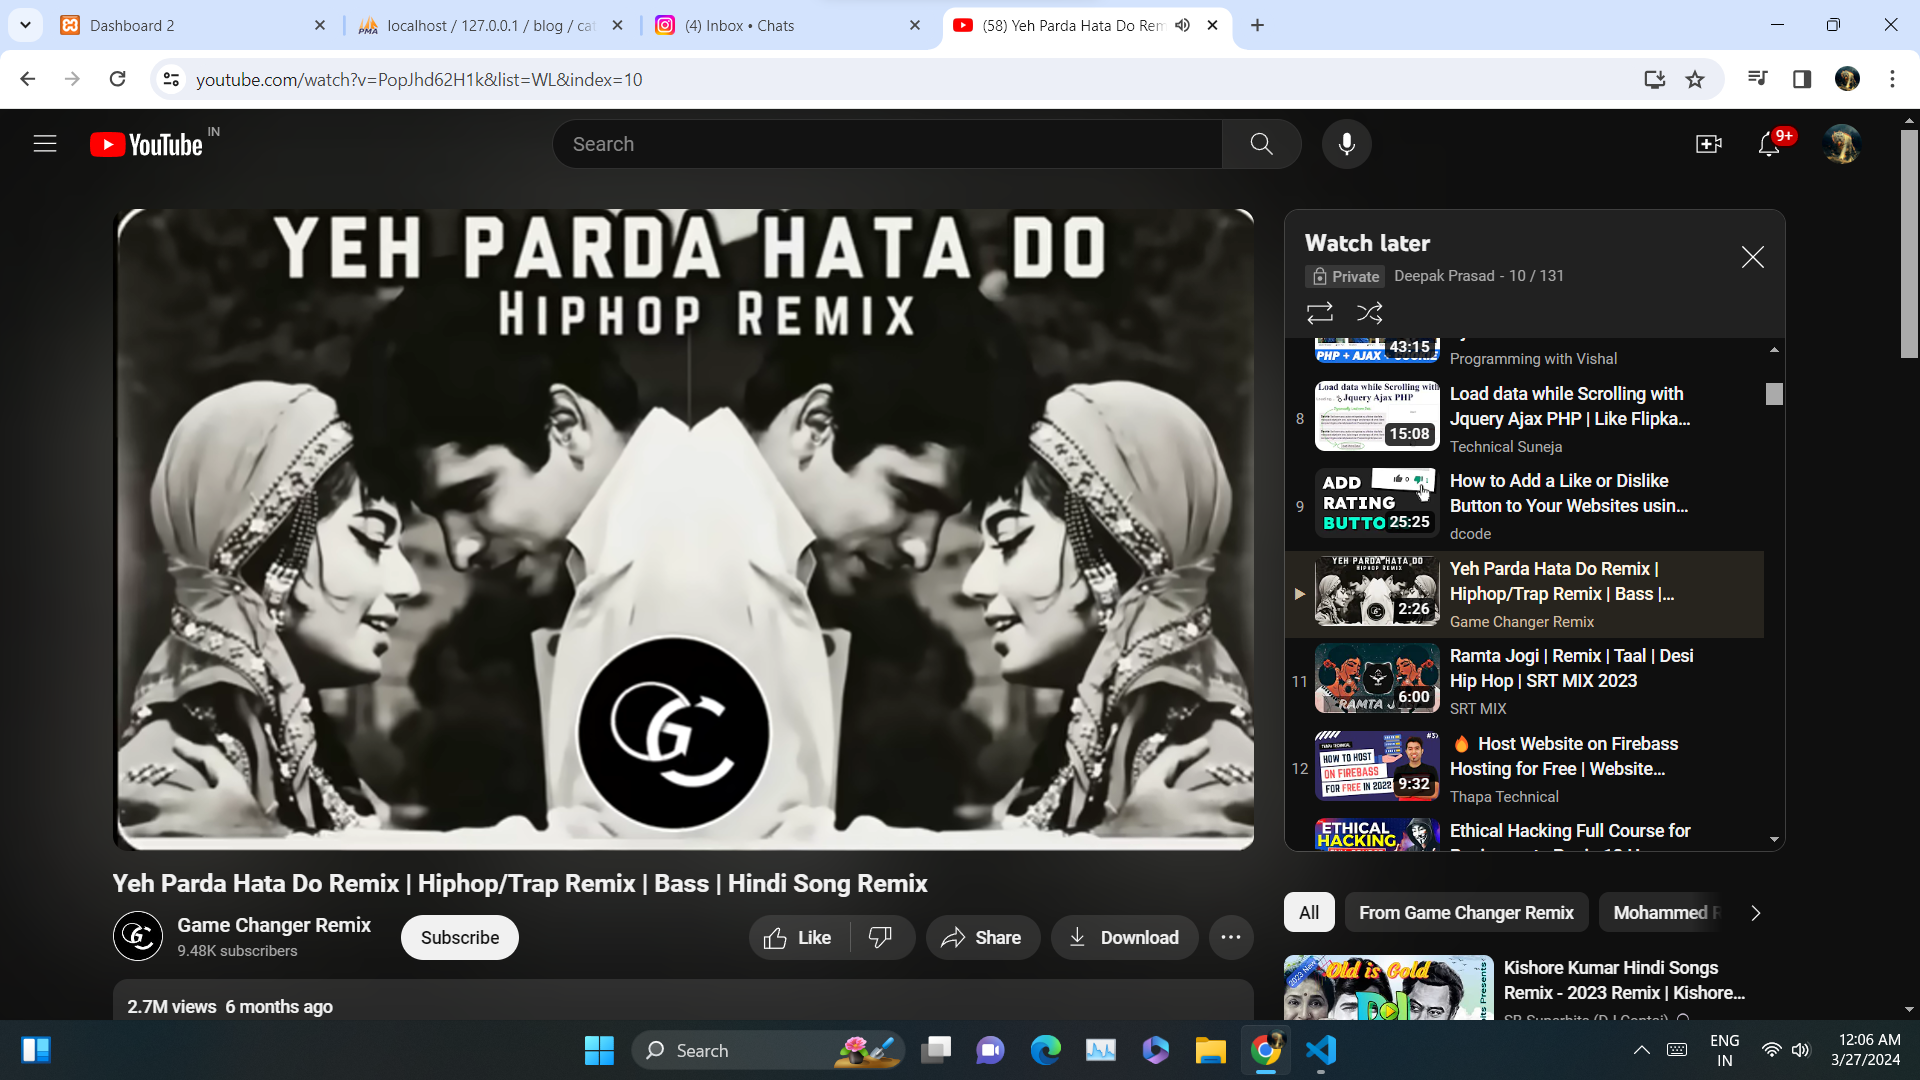 Dashboard 2
localhost / 127.0.0.1 / blog / cat
(4) Inbox • Chats
(58) Yeh Parda Hata Do Rem
youtube.com/watch?v=PopJhd62H1k&list=WL&index=10
YouTube IN
Search
9+
YEH PARDA HATA DO
HIPHOP REMIX
GC
Watch later
Private Deepak Prasad - 10 / 131
43:15
PHP + AJAX
Programming with Vishal
8
Load data while Scrolling with
Jquery Ajax PHP
15:08
Load data while Scrolling with
Jquery Ajax PHP | Like Flipka...
Technical Suneja
9
ADD
RATING
BUTTO
25:25
How to Add a Like or Dislike
Button to Your Websites usin...
dcode
YEH PARDA HATA DO
HIPHOP REMIX
2:26
Yeh Parda Hata Do Remix |
Hiphop/Trap Remix | Bass |...
Game Changer Remix
11
RAMTA J
6:00
Ramta Jogi | Remix | Taal | Desi
Hip Hop | SRT MIX 2023
SRT MIX
12
HOW TO HOST
ON FIREBASS
FOR FREE IN 2022
9:32
🔥 Host Website on Firebass
Hosting for Free | Website...
Thapa Technical
ETHICAL
HACKING
Ethical Hacking Full Course for
Yeh Parda Hata Do Remix | Hiphop/Trap Remix | Bass | Hindi Song Remix
Game Changer Remix
9.48K subscribers
Subscribe
Like
Share
Download
2.7M views 6 months ago
All
From Game Changer Remix
Mohammed R
2023 New
Old is Gold
DJ
Kishore Kumar Hindi Songs
Remix - 2023 Remix | Kishore...
Search
ENG
IN
12:06 AM
3/27/2024